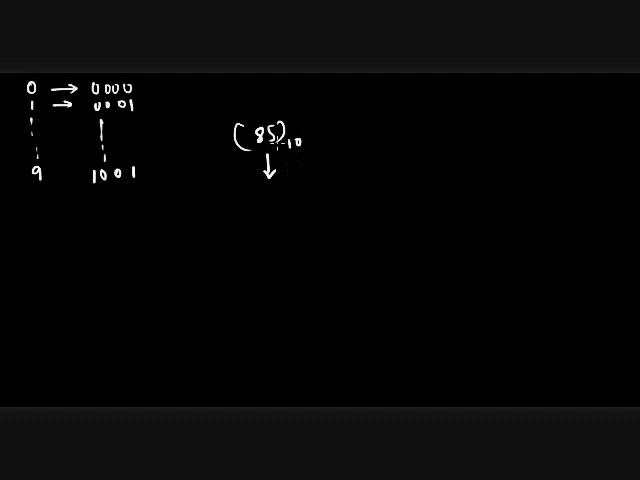 0 → 0000
1 → 0001
(85)10
↓
9 1001